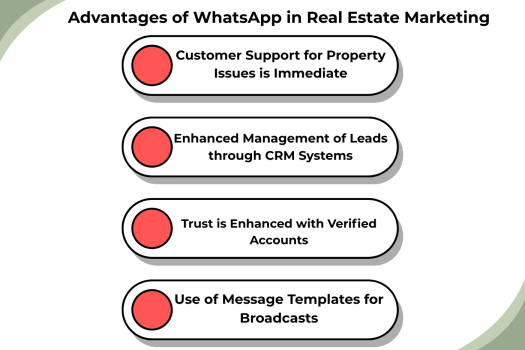 Advantages of WhatsApp in Real Estate Marketing
Customer Support for Property
Issues is Immediate
Enhanced Management of Leads
through CRM Systems
Trust is Enhanced with Verified
Accounts
Use of Message Templates for
Broadcasts